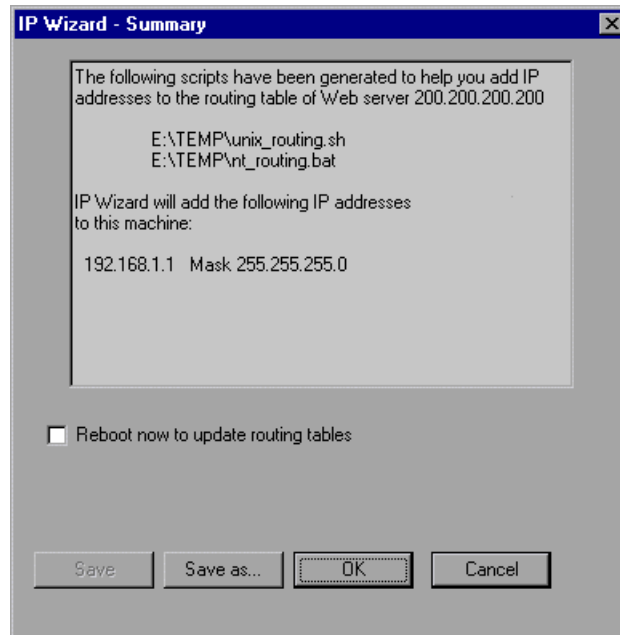 IP Wizard - Summary
The following scripts have been generated to help you add IP
addresses to the routing table of Web server 200.200.200.200
E:\TEMP\unix_routing.sh
E:\TEMP\nt_routing.bat
IP Wizard will add the following IP addresses
to this machine:
192.168.1.1 Mask 255.255.255.0
Reboot now to update routing tables
Save
Save as...
OK
Cancel